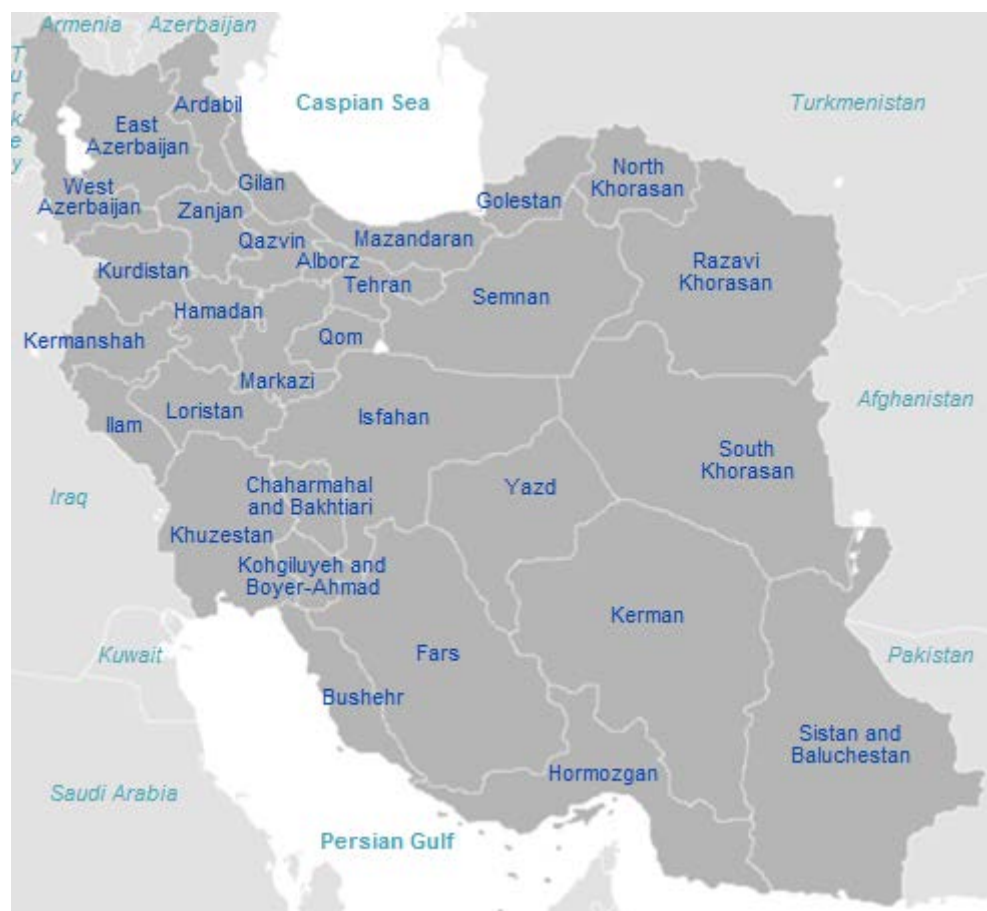 Armenia
Azerbaijan
Turkey
Ardabil
Caspian Sea
Turkmenistan
East
Azerbaijan
North
Khorasan
Gilan
West
Azerbaijan
Golestan
Zanjan
Qazvin
Mazandaran
Alborz
Razavi
Khorasan
Kurdistan
Tehran
Semnan
Hamadan
Kermanshah
Qom
Markazi
Loristan
Isfahan
Afghanistan
Ilam
South
Khorasan
Iraq
Chaharmahal
and Bakhtiari
Yazd
Khuzestan
Kohgiluyeh and
Boyer-Ahmad
Kerman
Kuwait
Fars
Pakistan
Bushehr
Sistan and
Baluchestan
Hormozgan
Saudi Arabia
Persian Gulf